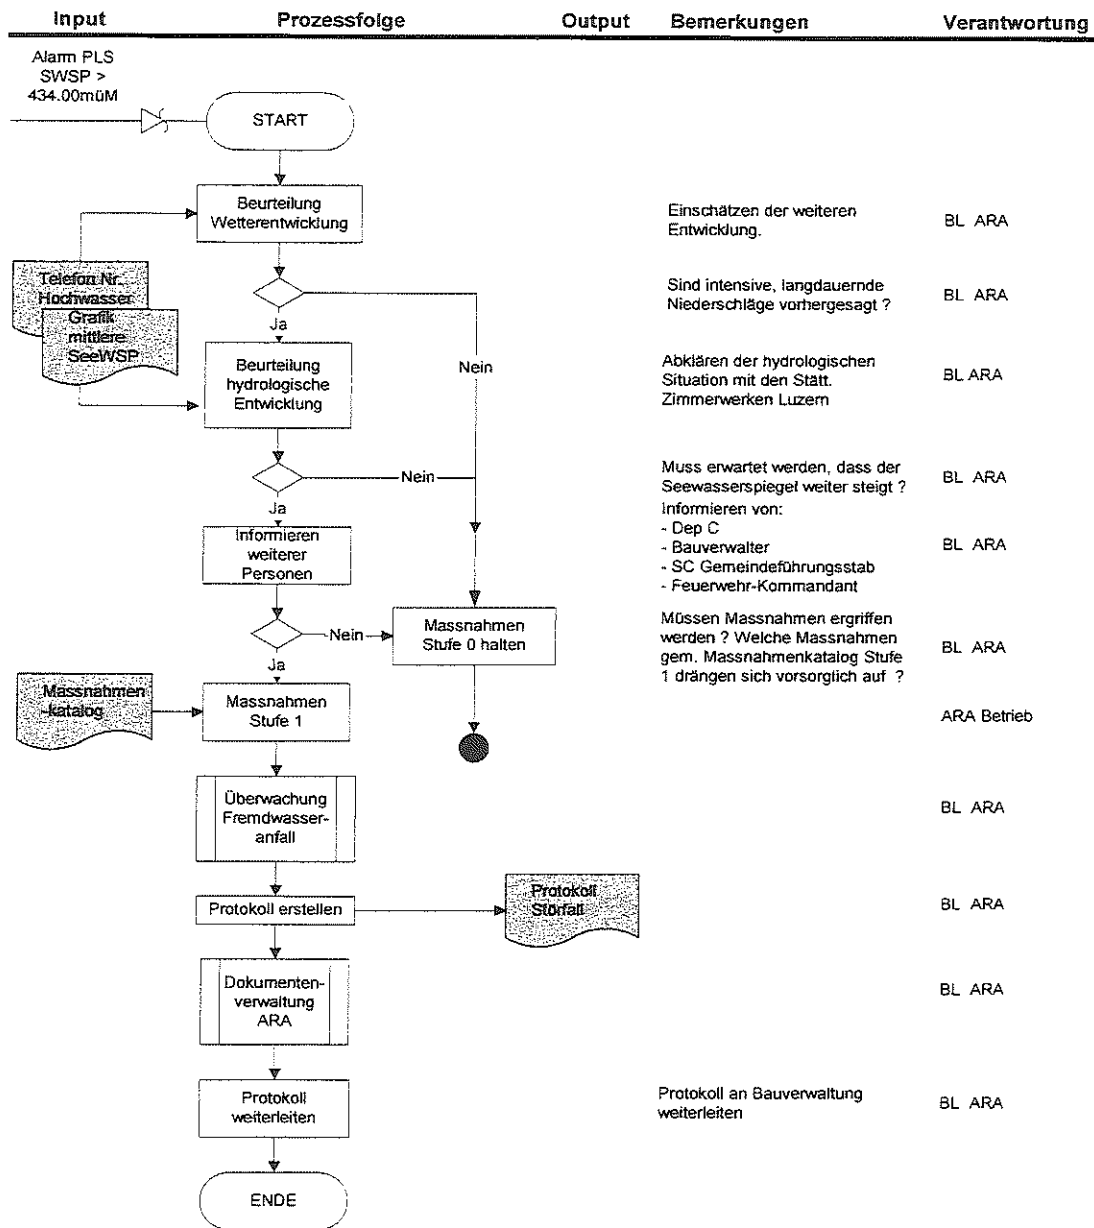 Input
Prozessfolge
Output
Bemerkungen
Verantwortung
Alarm PLS
SWSP >
434.00müM
START
Beurteilung
Wetterentwicklung
Einschätzen der weiteren
Entwicklung.
BL ARA
Telefon Nr.
Hochwasser
Grafik
mittlere
SeeWSP
Sind intensive, langdauernde
Niederschläge vorhergesagt ?
BL ARA
Ja
Nein
Beurteilung
hydrologische
Entwicklung
Abklären der hydrologischen
Situation mit den Stätt.
Zimmerwerken Luzern
BL ARA
Nein
Muss erwartet werden, dass der
Seewasserspiegel weiter steigt ?
BL ARA
Ja
Informieren
weiterer
Personen
Informieren von:
- Dep C
- Bauverwalter
- SC Gemeindeführungsstab
- Feuerwehr-Kommandant
BL ARA
Nein
Massnahmen
Stufe 0 halten
Müssen Massnahmen ergriffen
werden ? Welche Massnahmen
gem. Massnahmenkatalog Stufe
1 drängen sich vorsorglich auf ?
BL ARA
Ja
Massnahmen
-katalog
Massnahmen
Stufe 1
ARA Betrieb
Überwachung
Fremdwasser-
anfall
BL ARA
Protokoll erstellen
Protokoll
Störfall
BL ARA
Dokumenten-
verwaltung
ARA
BL ARA
Protokoll
weiterleiten
Protokoll an Bauverwaltung
weiterleiten
BL ARA
ENDE